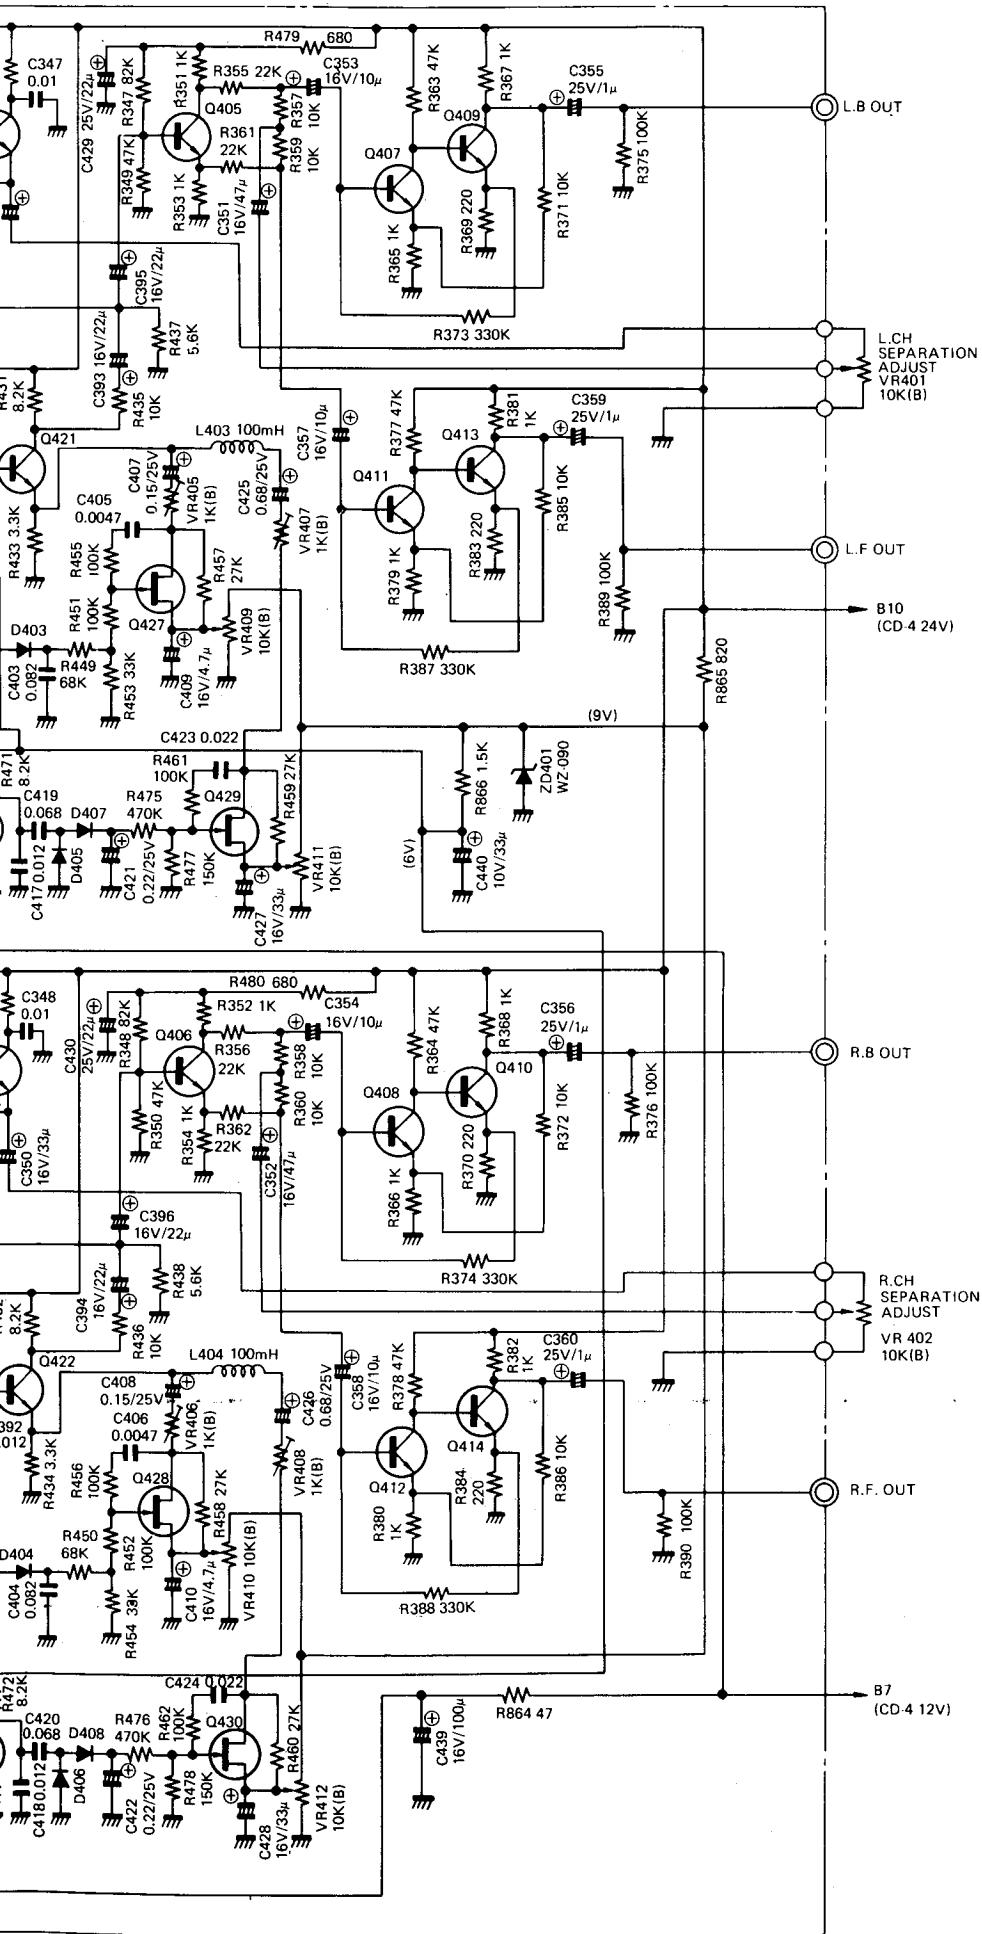 R479 680
C347
0.01
C429 25V/22µ
R347 82K
R351 1K
R355 22K
C353
16V/10µ
R363 47K
R367 1K
C355
25V/1µ
L.B OUT
Q405
R357
10K
R361
22K
R359
10K
Q409
Q407
R375 100K
R349 47K
R353 1K
C351
16V/47µ
R365 1K
R369 220
R371 10K
C395
16V/22µ
R373 330K
C393 16V/22µ
R437
5.6K
L.CH
SEPARATION
ADJUST
VR401
10K(B)
8.2K
R435
10K
Q421
L403 100mH
C357
16V/10µ
R377 47K
R381
1K
C359
25V/1µ
Q413
C407
0.15/25V
VR405
1K(B)
C425
0.68/25V
VR407
1K(B)
Q411
R385 10K
C405
0.0047
R433 3.3K
R455
100K
R457
27K
R379 1K
R383 220
L.F OUT
R389 100K
R451
100K
Q427
VR409
10K(B)
B10
(CD-4 24V)
D403
C403
0.082
R449
68K
R453 33K
C409
16V/4.7µ
R387 330K
R865 820
C423 0.022
(9V)
R471
8.2K
R461
100K
R459 27K
R866 1.5K
ZD401
WZ-090
C419
0.068
D407
R475
470K
Q429
C417 0.012
D405
C421
0.22/25V
R477
150K
C427
16V/33µ
VR411
10K(B)
(6V)
C440
10V/33µ
R480 680
C348
0.01
C430
25V/22µ
R348 82K
R352 1K
C354
16V/10µ
R364 47K
R368 1K
C356
25V/1µ
R.B OUT
Q406
R356
22K
R358
10K
R360
10K
Q410
Q408
R376 100K
R350 47K
R354 1K
R362
22K
C350
16V/33µ
C352
16V/47µ
R366 1K
R370 220
R372 10K
C396
16V/22µ
R374 330K
C394
16V/22µ
R438
5.6K
R.CH
SEPARATION
ADJUST
VR 402
10K(B)
8.2K
R436
10K
Q422
L404 100mH
C358
16V/10µ
R378 47K
R382
1K
C360
25V/1µ
C408
0.15/25V
VR406
1K(B)
C426
0.68/25V
C406
0.0047
Q414
Q412
VR408
1K(B)
R434 3.3K
R456
100K
Q428
R458 27K
R380
1K
R384
220
R386 10K
R.F. OUT
R390 100K
D404
R450
68K
R452
100K
C404
0.082
R454 33K
C410
16V/4.7µ
VR410 10K(B)
R388 330K
C424 0.022
R472
8.2K
B7
(CD-4 12V)
R864 47
C439
16V/100µ
C420
0.068
D408
R476
470K
R462
100K
Q430
R460 27K
C418 0.012
D406
C422
0.22/25V
R478
150K
C428
16V/33µ
VR412
10K(B)